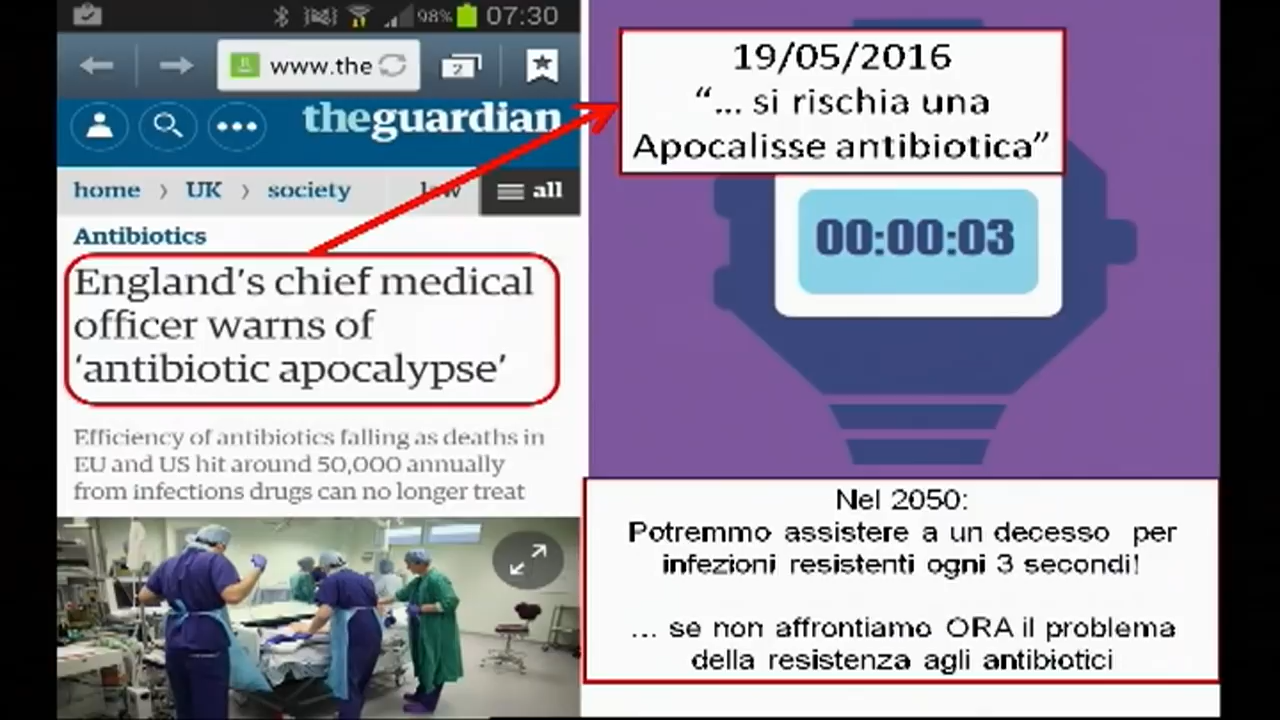 98% 07:30
www.the
2
theguardian
home > UK > society law all
Antibiotics
England's chief medical
officer warns of
'antibiotic apocalypse'
Efficiency of antibiotics falling as deaths in
EU and US hit around 50,000 annually
from infections drugs can no longer treat
19/05/2016
“... si rischia una
Apocalisse antibiotica”
00:00:03
Nel 2050:
Potremmo assistere a un decesso per
infezioni resistenti ogni 3 secondi!
... se non affrontiamo ORA il problema
della resistenza agli antibiotici